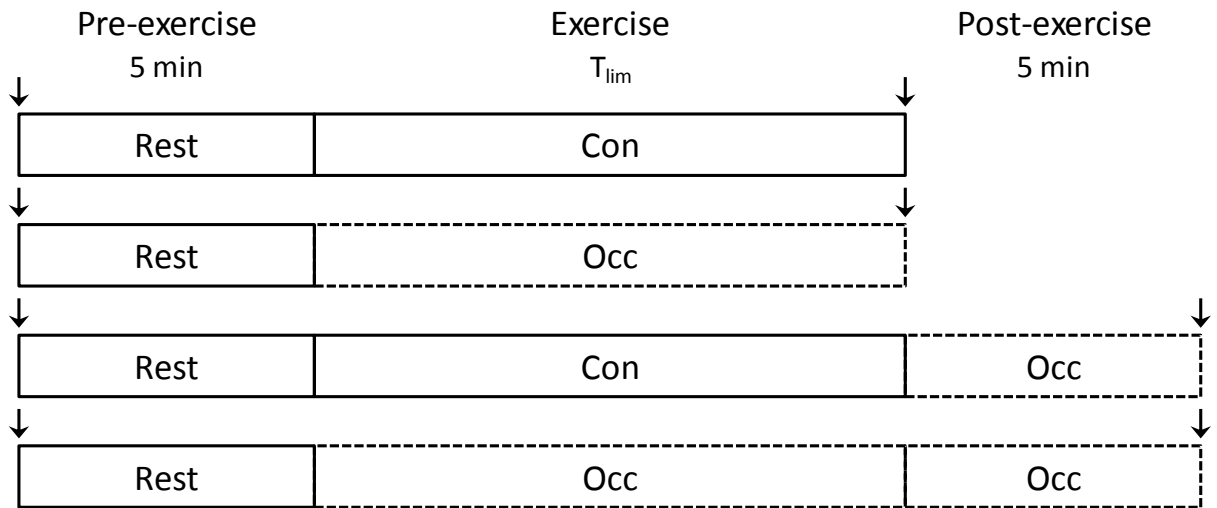 Pre-exercise Exercise Post-exercise
5 min T_lim 5 min
Rest Con
Rest Occ
Rest Con Occ
Rest Occ Occ